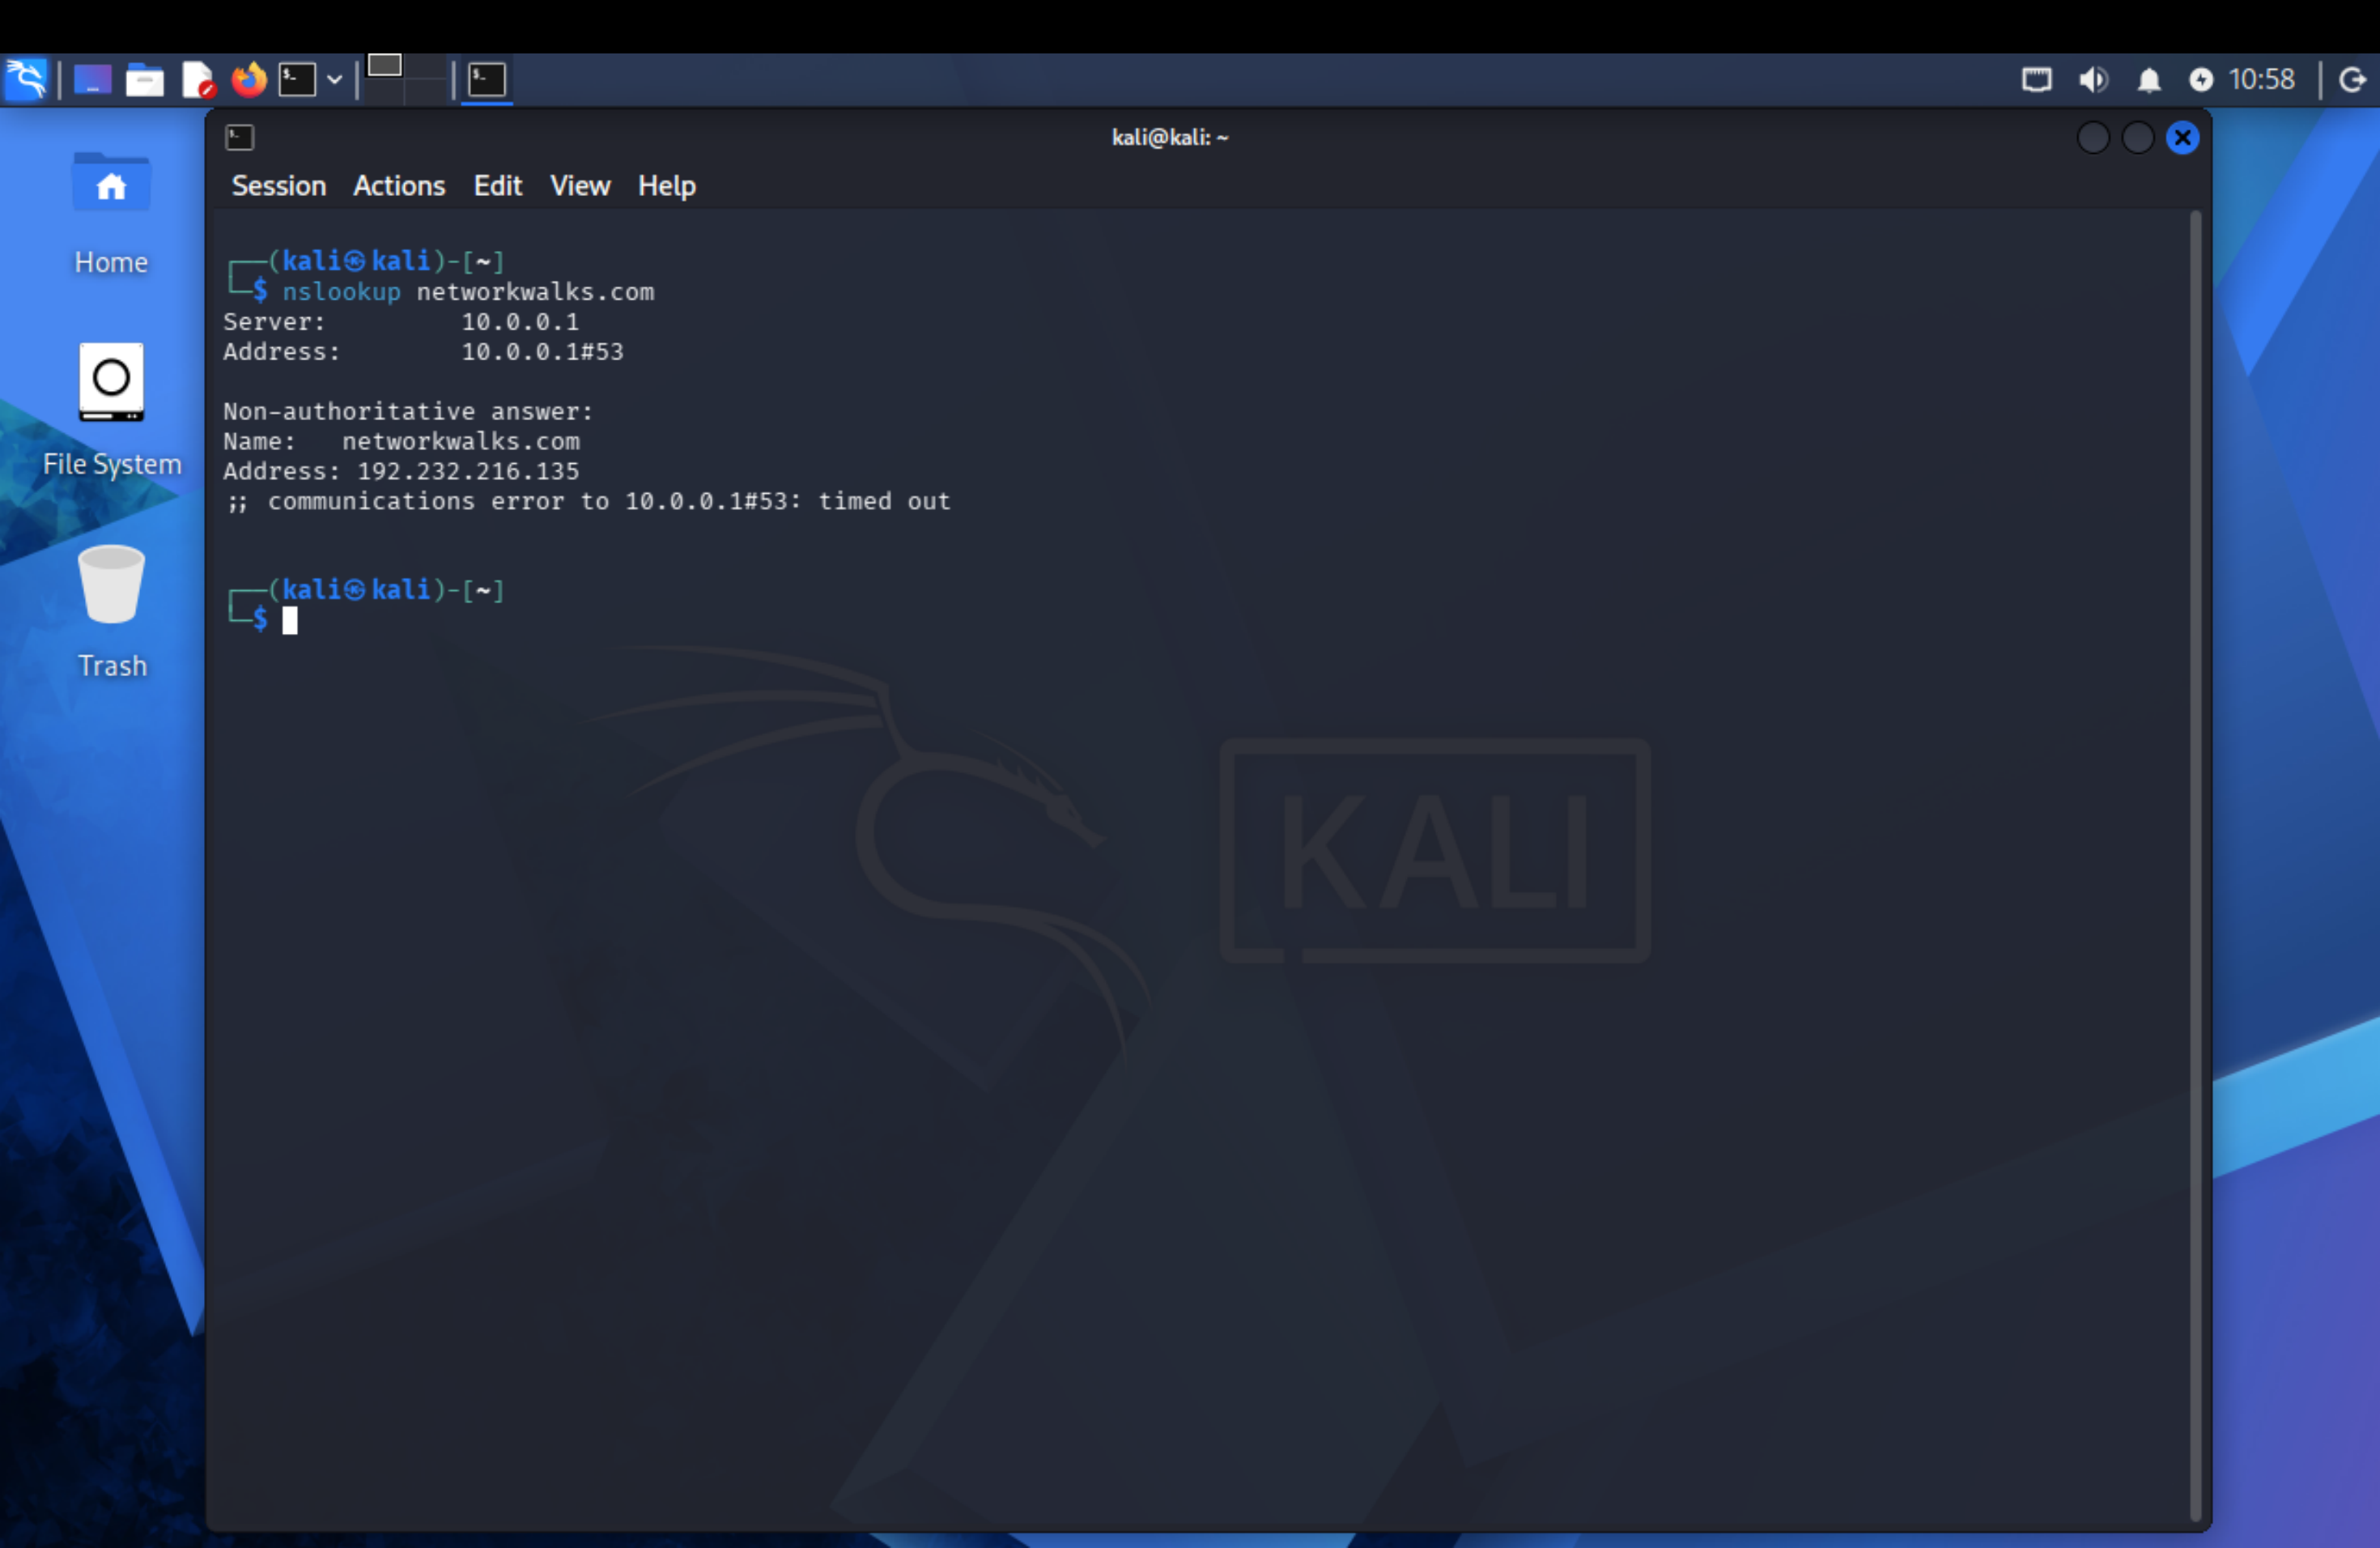 10:58
kali@kali: ~
Session Actions Edit View Help
Home
File System
Trash
┌──(kali㉿kali)-[~]
└─$ nslookup networkwalks.com
Server:         10.0.0.1
Address:        10.0.0.1#53
Non-authoritative answer:
Name:   networkwalks.com
Address: 192.232.216.135
;; communications error to 10.0.0.1#53: timed out
┌──(kali㉿kali)-[~]
└─$
KALI